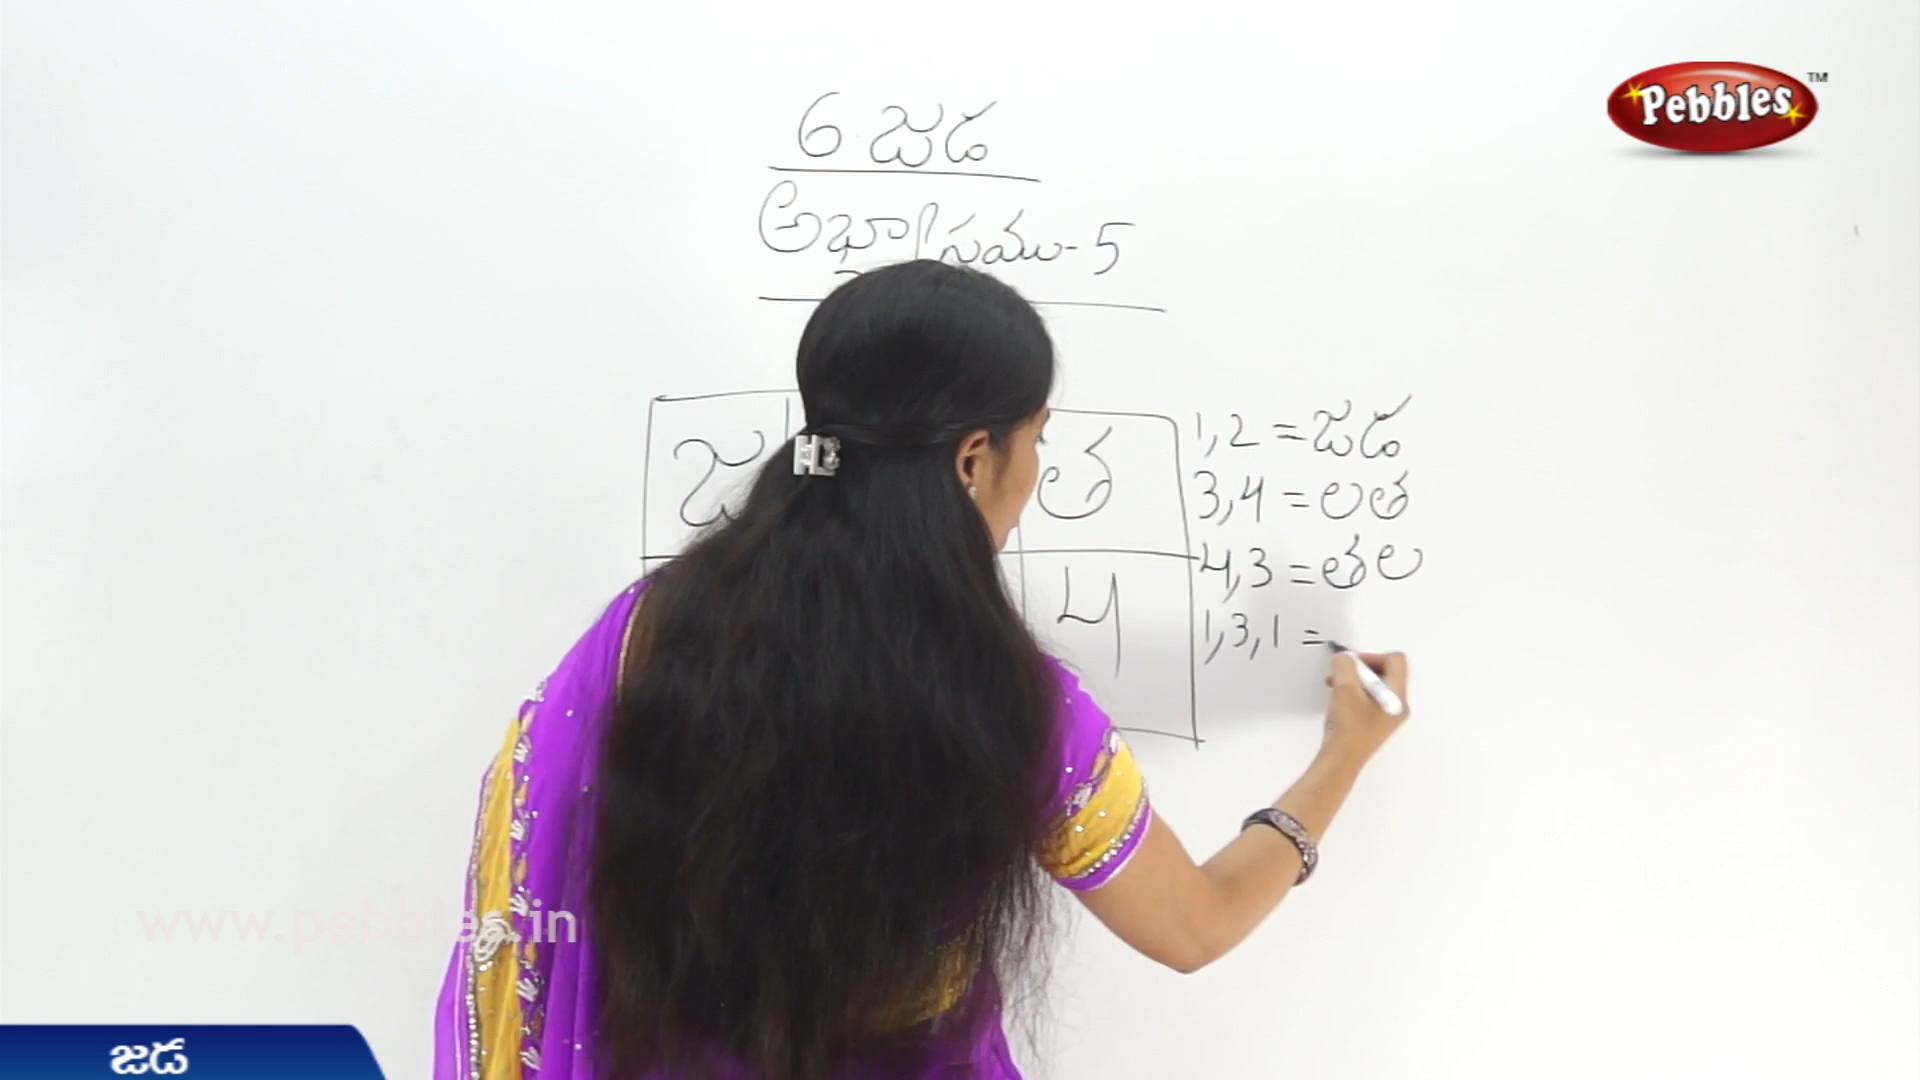 Pebbles™
6. జడ
అభ్యాసము-5
జ త
4
1,2 = జడ
3,4 = లత
4,3 = తల
1,3,1 =
www.pebbles.in
జడ